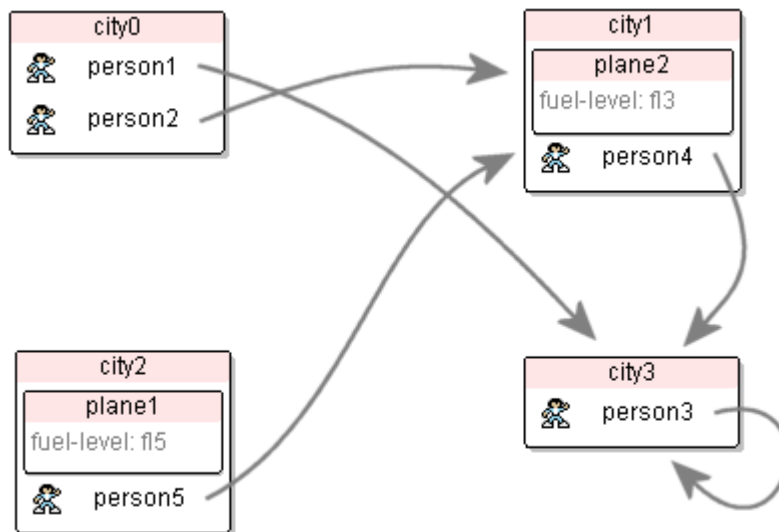 city0
person1
person2
city1
plane2
fuel-level: fl3
person4
city2
plane1
fuel-level: fl5
person5
city3
person3